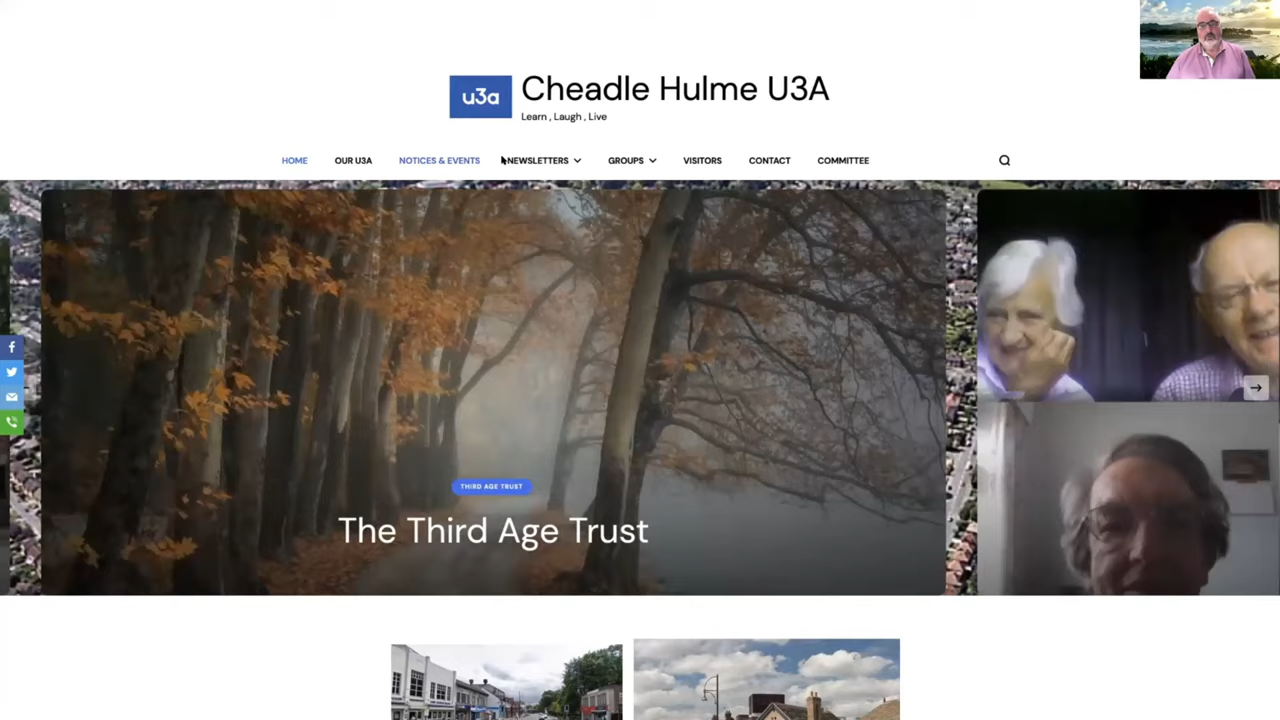 u3a
Cheadle Hulme U3A
Learn , Laugh , Live
HOME OUR U3A NOTICES & EVENTS NEWSLETTERS GROUPS VISITORS CONTACT COMMITTEE
THIRD AGE TRUST
The Third Age Trust